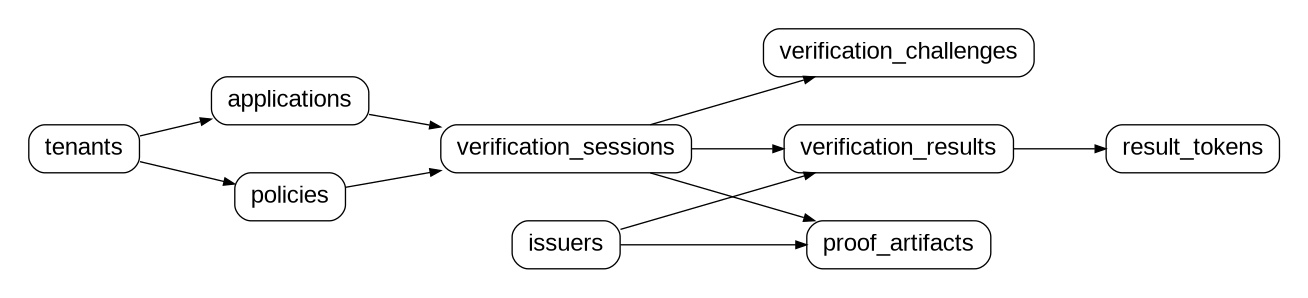 verification_challenges
applications
tenants
verification_sessions
verification_results
result_tokens
policies
issuers
proof_artifacts